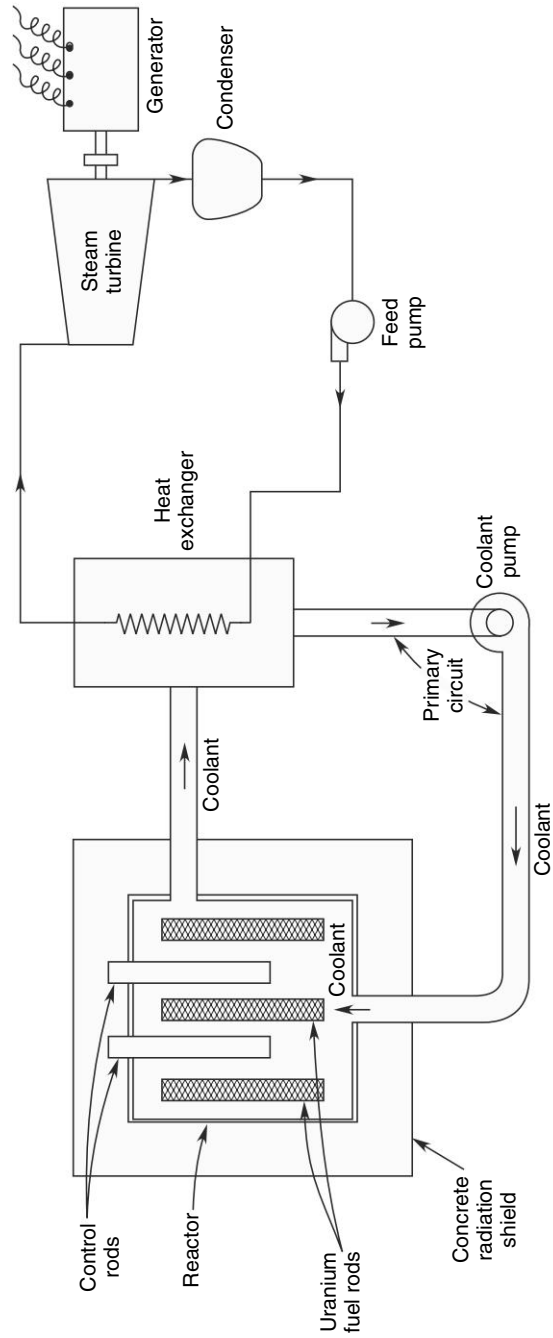 Control
rods
Reactor
Uranium
fuel rods
Concrete
radiation
shield
Coolant
Coolant
Coolant
Primary
circuit
Coolant
pump
Heat
exchanger
Feed
pump
Steam
turbine
Condenser
Generator